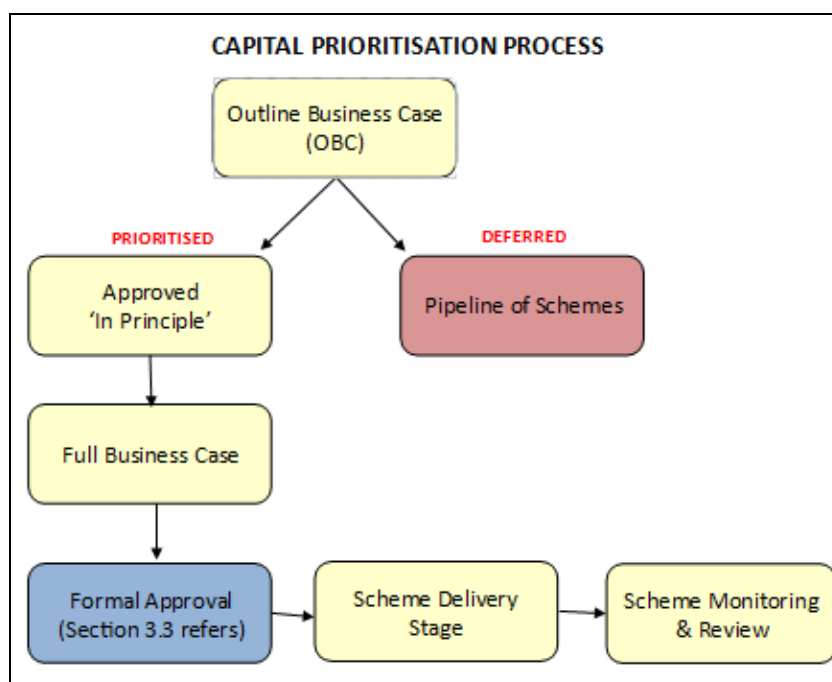 CAPITAL PRIORITISATION PROCESS
Outline Business Case
(OBC)
PRIORITISED
DEFERRED
Approved
‘In Principle’
Pipeline of Schemes
Full Business Case
Formal Approval
(Section 3.3 refers)
Scheme Delivery
Stage
Scheme Monitoring
& Review